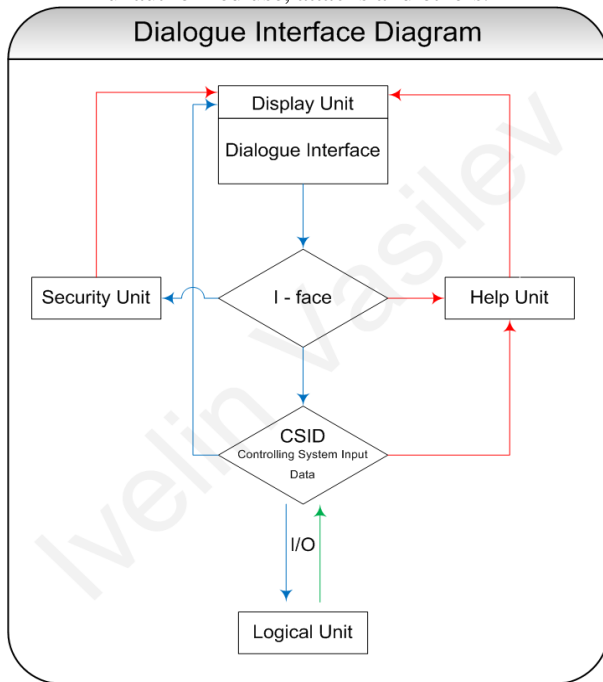 Dialogue Interface Diagram
Display Unit
Dialogue Interface
Security Unit
I - face
Help Unit
CSID
Controlling System Input
Data
I/O
Logical Unit
Ivelin Vasilev